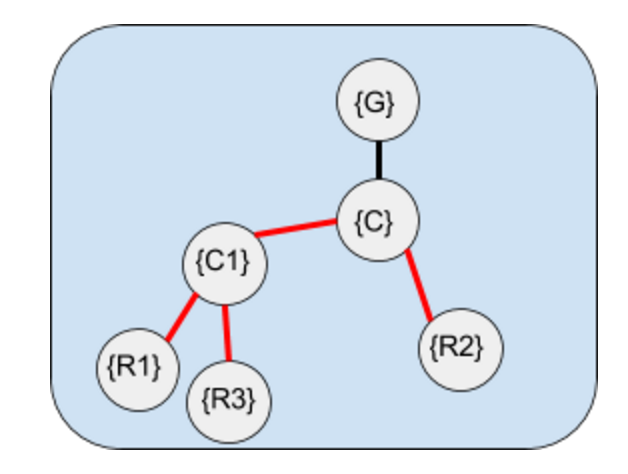 {G}
{C}
{C1}
{R2}
{R1}
{R3}